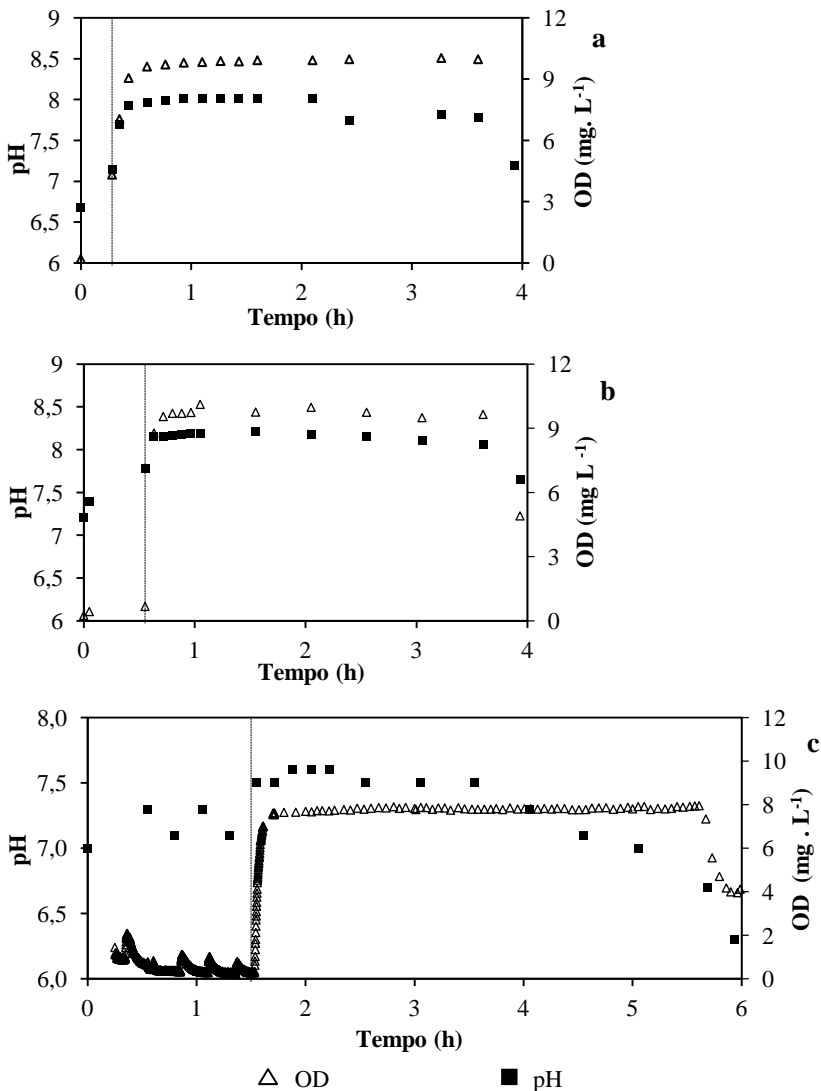 a
9
8,5
8
7,5
7
6,5
6
pH
12
9
6
3
0
OD (mg. L-1)
0 1 2 3 4
Tempo (h)
b
9
8,5
8
7,5
7
6,5
6
pH
12
9
6
3
0
OD (mg L -1)
0 1 2 3 4
Tempo (h)
c
8,0
7,5
7,0
6,5
6,0
pH
12
10
8
6
4
2
0
OD (mg . L-1)
0 1 2 3 4 5 6
Tempo (h)
OD pH